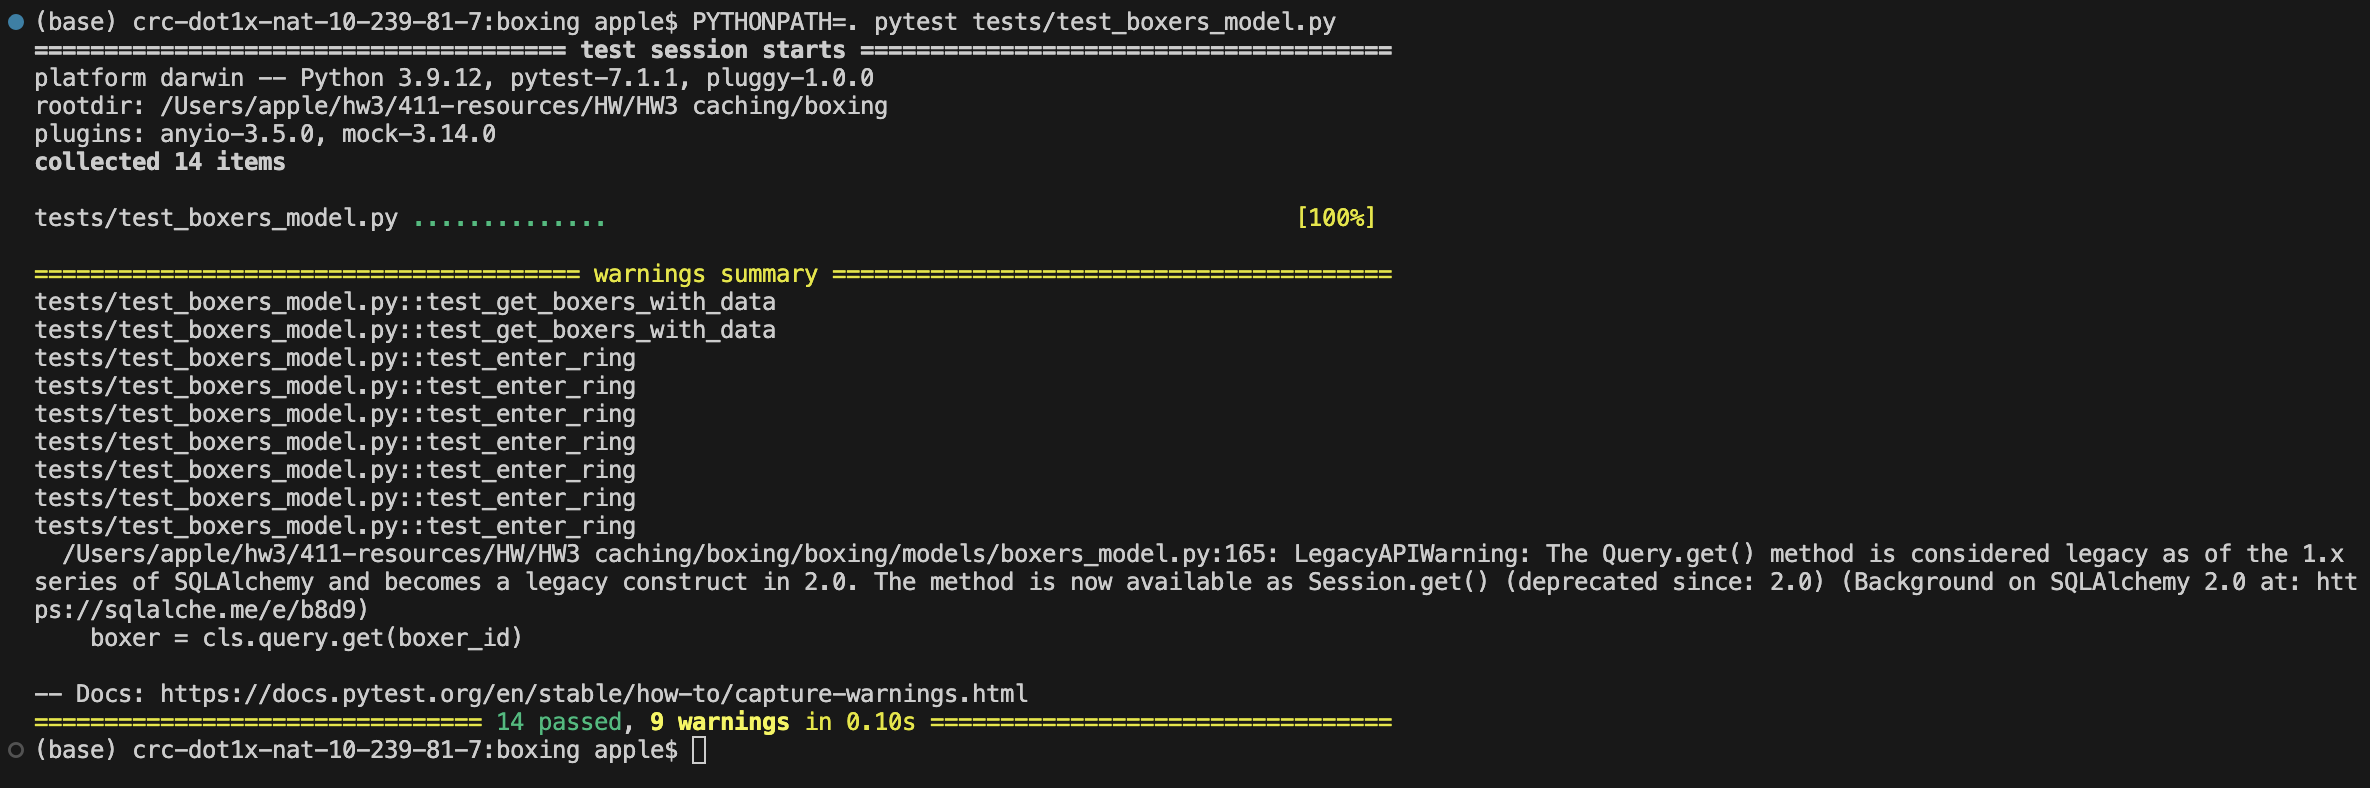 (base) crc-dot1x-nat-10-239-81-7:boxing apple$ PYTHONPATH=. pytest tests/test_boxers_model.py
====================================== test session starts ======================================
platform darwin -- Python 3.9.12, pytest-7.1.1, pluggy-1.0.0
rootdir: /Users/apple/hw3/411-resources/HW/HW3 caching/boxing
plugins: anyio-3.5.0, mock-3.14.0
collected 14 items
tests/test_boxers_model.py .............. [100%]
======================================= warnings summary ========================================
tests/test_boxers_model.py::test_get_boxers_with_data
tests/test_boxers_model.py::test_get_boxers_with_data
tests/test_boxers_model.py::test_enter_ring
tests/test_boxers_model.py::test_enter_ring
tests/test_boxers_model.py::test_enter_ring
tests/test_boxers_model.py::test_enter_ring
tests/test_boxers_model.py::test_enter_ring
tests/test_boxers_model.py::test_enter_ring
tests/test_boxers_model.py::test_enter_ring
  /Users/apple/hw3/411-resources/HW/HW3 caching/boxing/boxing/models/boxers_model.py:165: LegacyAPIWarning: The Query.get() method is considered legacy as of the 1.x
series of SQLAlchemy and becomes a legacy construct in 2.0. The method is now available as Session.get() (deprecated since: 2.0) (Background on SQLAlchemy 2.0 at: htt
ps://sqlalche.me/e/b8d9)
    boxer = cls.query.get(boxer_id)
-- Docs: https://docs.pytest.org/en/stable/how-to/capture-warnings.html
================================ 14 passed, 9 warnings in 0.10s =================================
(base) crc-dot1x-nat-10-239-81-7:boxing apple$